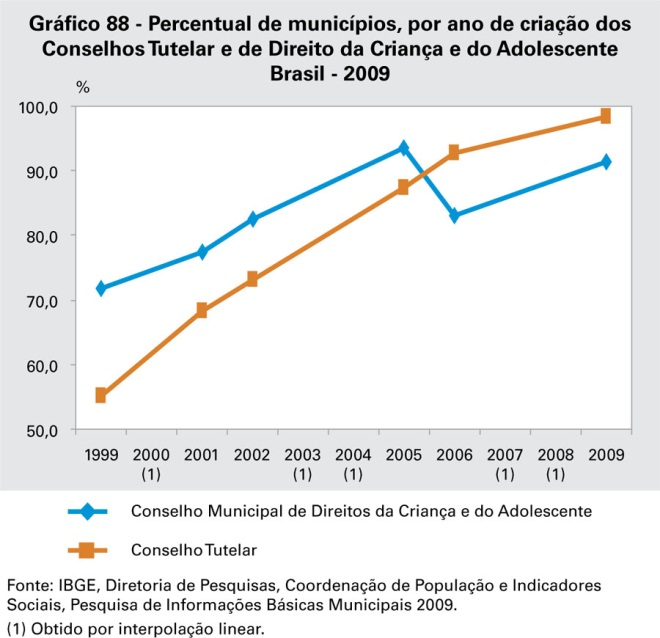 Gráfico 88 - Percentual de municípios, por ano de criação dos
Conselhos Tutelar e de Direito da Criança e do Adolescente
Brasil - 2009
%
100,0
90,0
80,0
70,0
60,0
50,0
1999 2000 2001 2002 2003 2004 2005 2006 2007 2008 2009
(1) (1) (1) (1) (1)
Conselho Municipal de Direitos da Criança e do Adolescente
Conselho Tutelar
Fonte: IBGE, Diretoria de Pesquisas, Coordenação de População e Indicadores
Sociais, Pesquisa de Informações Básicas Municipais 2009.
(1) Obtido por interpolação linear.